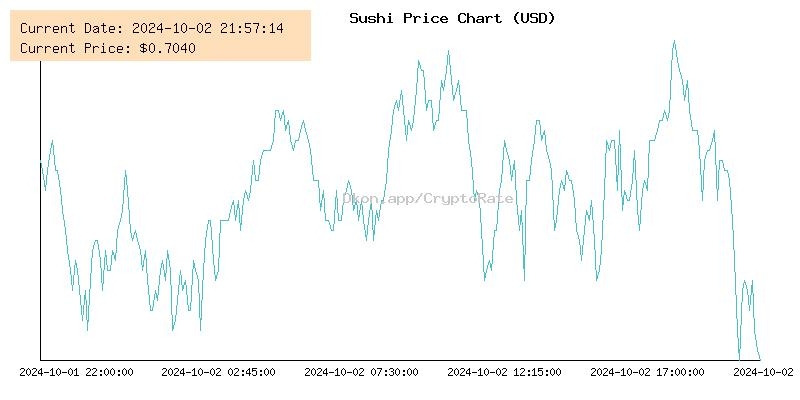 Sushi Price Chart (USD)
Current Date: 2024-10-02 21:57:14
Current Price: $0.7040
Okon.app/CryptoRate
2024-10-01 22:00:00 2024-10-02 02:45:00 2024-10-02 07:30:00 2024-10-02 12:15:00 2024-10-02 17:00:00 2024-10-02